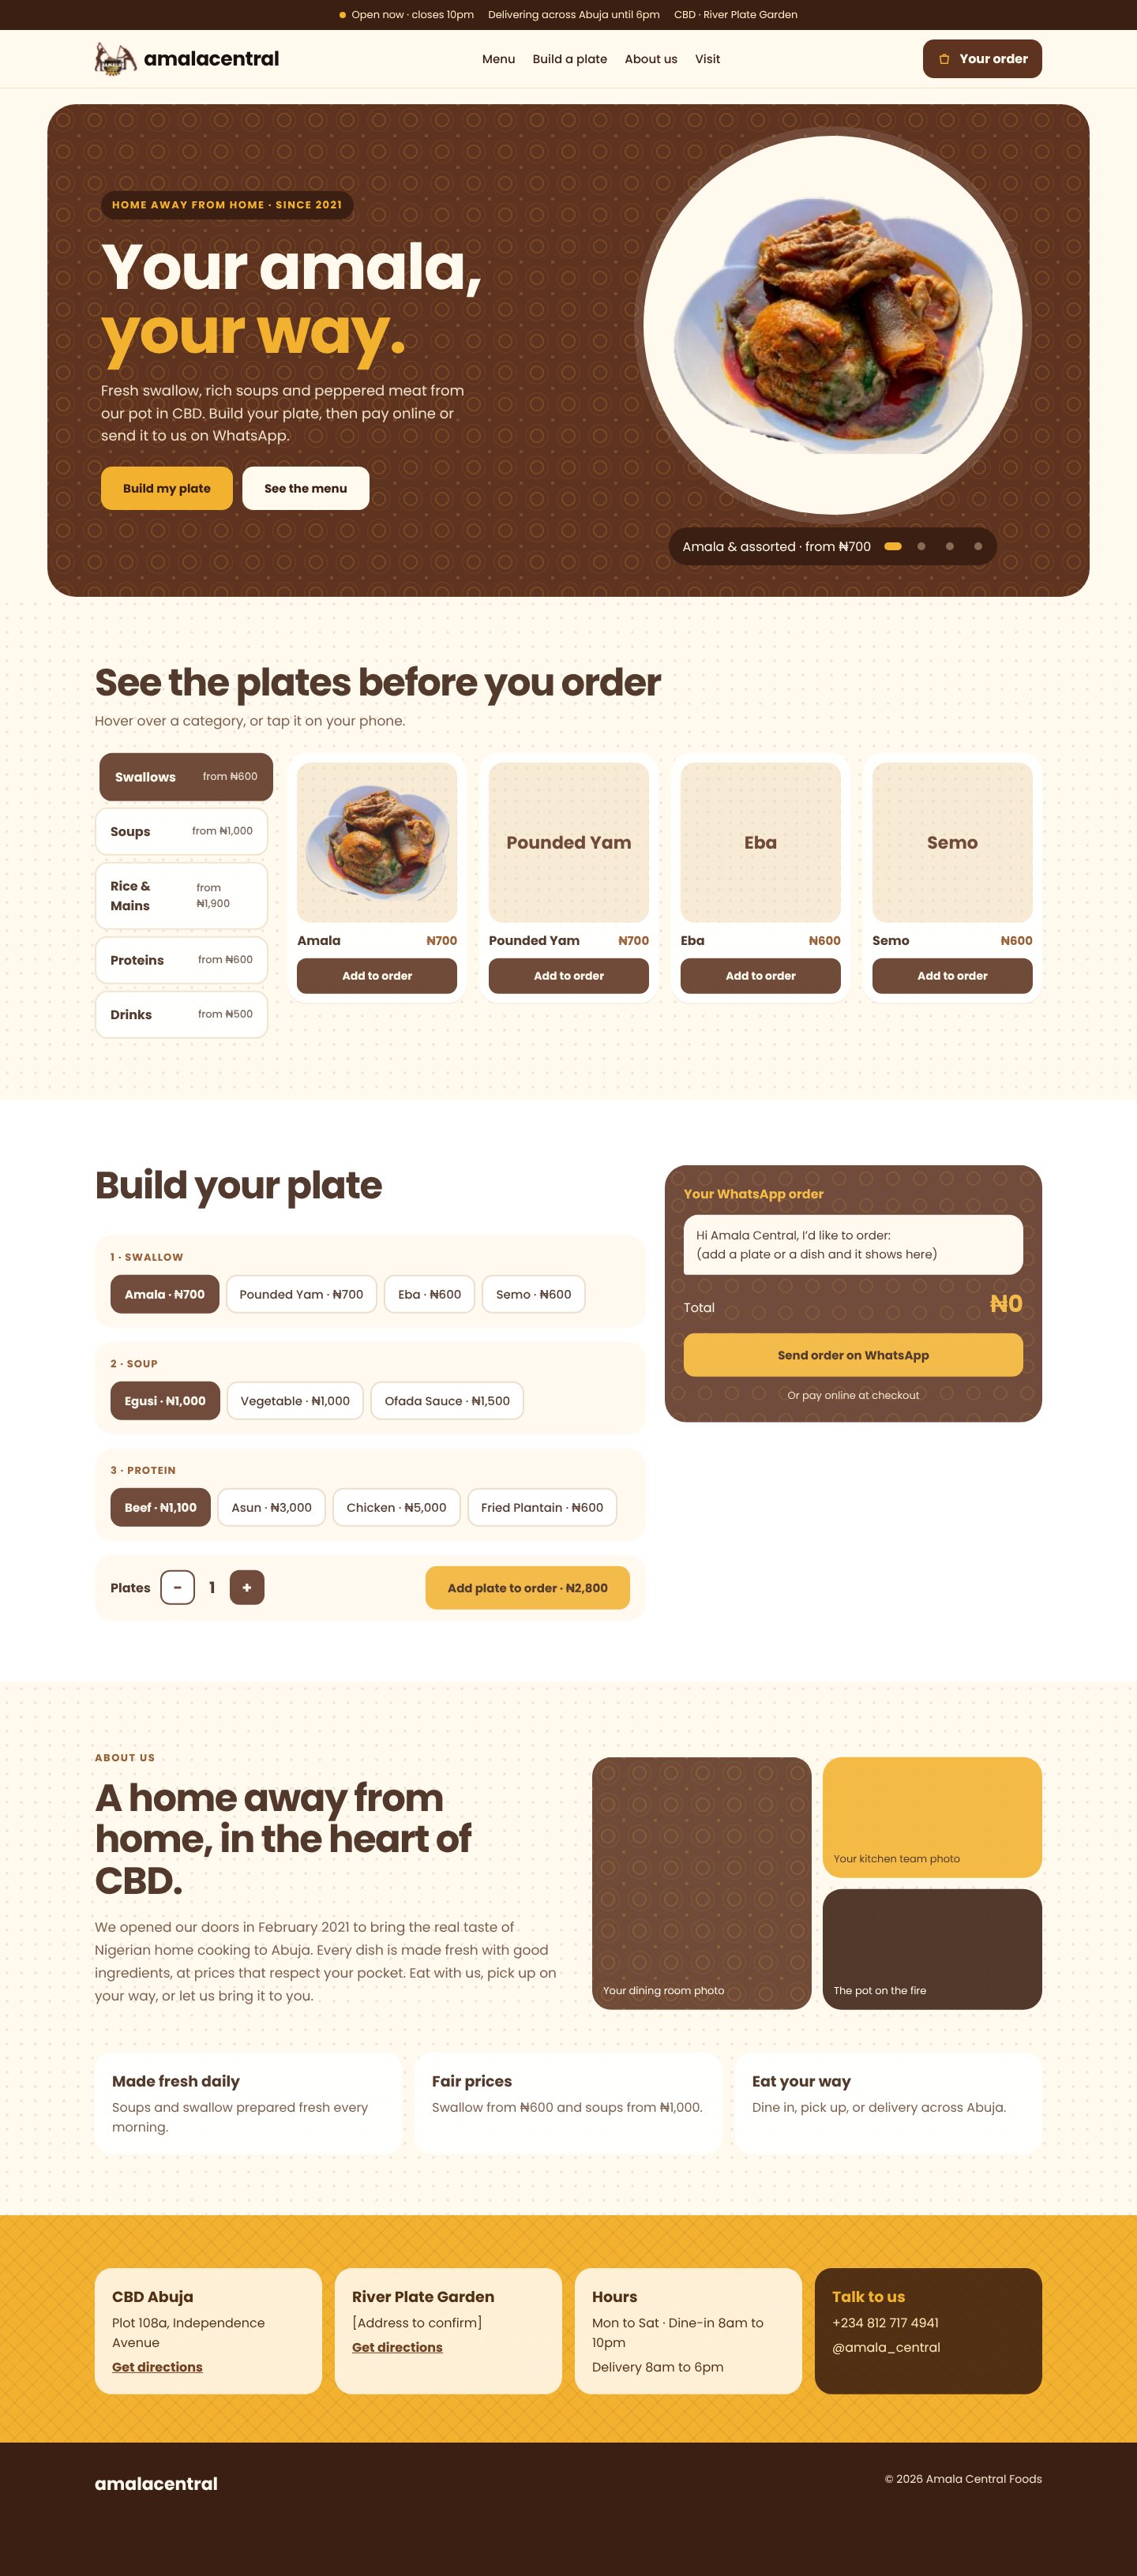 Open now · closes 10pm Delivering across Abuja until 6pm CBD · River Plate Garden
amalacentral
Menu Build a plate About us Visit
Your order
HOME AWAY FROM HOME · SINCE 2021
Your amala,
your way.
Fresh swallow, rich soups and peppered meat from
our pot in CBD. Build your plate, then pay online or
send it to us on WhatsApp.
Build my plate See the menu
Amala & assorted · from ₦700
See the plates before you order
Hover over a category, or tap it on your phone.
Swallows from ₦600
Soups from ₦1,000
Rice & Mains from ₦1,900
Proteins from ₦600
Drinks from ₦500
Pounded Yam Eba Semo
Amala ₦700 Pounded Yam ₦700 Eba ₦600 Semo ₦600
Add to order Add to order Add to order Add to order
Build your plate
1 · SWALLOW
Amala · ₦700 Pounded Yam · ₦700 Eba · ₦600 Semo · ₦600
2 · SOUP
Egusi · ₦1,000 Vegetable · ₦1,000 Ofada Sauce · ₦1,500
3 · PROTEIN
Beef · ₦1,100 Asun · ₦3,000 Chicken · ₦5,000 Fried Plantain · ₦600
Plates − 1 + Add plate to order · ₦2,800
Your WhatsApp order
Hi Amala Central, I’d like to order:
(add a plate or a dish and it shows here)
Total ₦0
Send order on WhatsApp
Or pay online at checkout
ABOUT US
A home away from
home, in the heart of
CBD.
We opened our doors in February 2021 to bring the real taste of
Nigerian home cooking to Abuja. Every dish is made fresh with good
ingredients, at prices that respect your pocket. Eat with us, pick up on
your way, or let us bring it to you.
Your dining room photo
Your kitchen team photo
The pot on the fire
Made fresh daily
Soups and swallow prepared fresh every
morning.
Fair prices
Swallow from ₦600 and soups from ₦1,000.
Eat your way
Dine in, pick up, or delivery across Abuja.
CBD Abuja
Plot 108a, Independence
Avenue
Get directions
River Plate Garden
[Address to confirm]
Get directions
Hours
Mon to Sat · Dine-in 8am to
10pm
Delivery 8am to 6pm
Talk to us
+234 812 717 4941
@amala_central
amalacentral
© 2026 Amala Central Foods